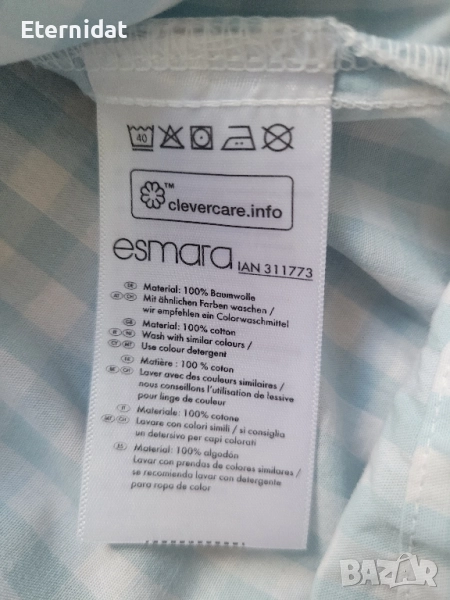 Eternidat
40
clevercare.info™
esmara IAN 311773
Material: 100% Baumwolle
Mit ähnlichen Farben waschen /
wir empfehlen ein Colorwaschmittel
Material: 100% cotton
Wash with similar colours /
Use colour detergent
Matière : 100 % coton
Laver avec des couleurs similaires /
nous conseillons l'utilisation de lessive
pour linge de couleur
Materiale: 100% cotone
Lavare con colori simili / si consiglia
un detersivo per capi colorati
Material: 100% algodón
Lavar con prendas de colores similares /
se recomienda lavar con detergente
para ropa de color
BAZAR